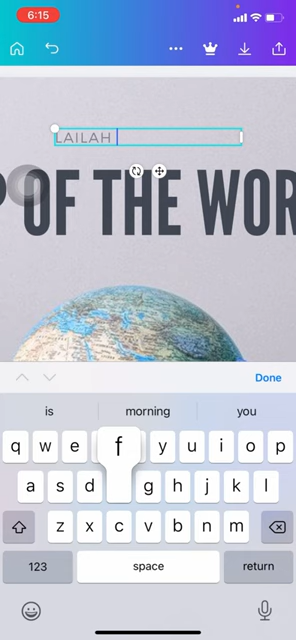 6:15
LAILAH
P OF THE WOR
Done
is morning you
q w e f y u i o p
a s d g h j k l
z x c v b n m
123 space return